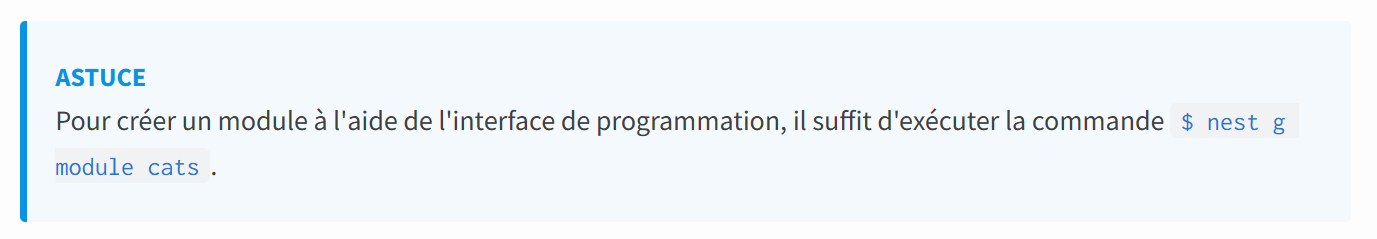 ASTUCE
Pour créer un module à l'aide de l'interface de programmation, il suffit d'exécuter la commande $ nest g
module cats .